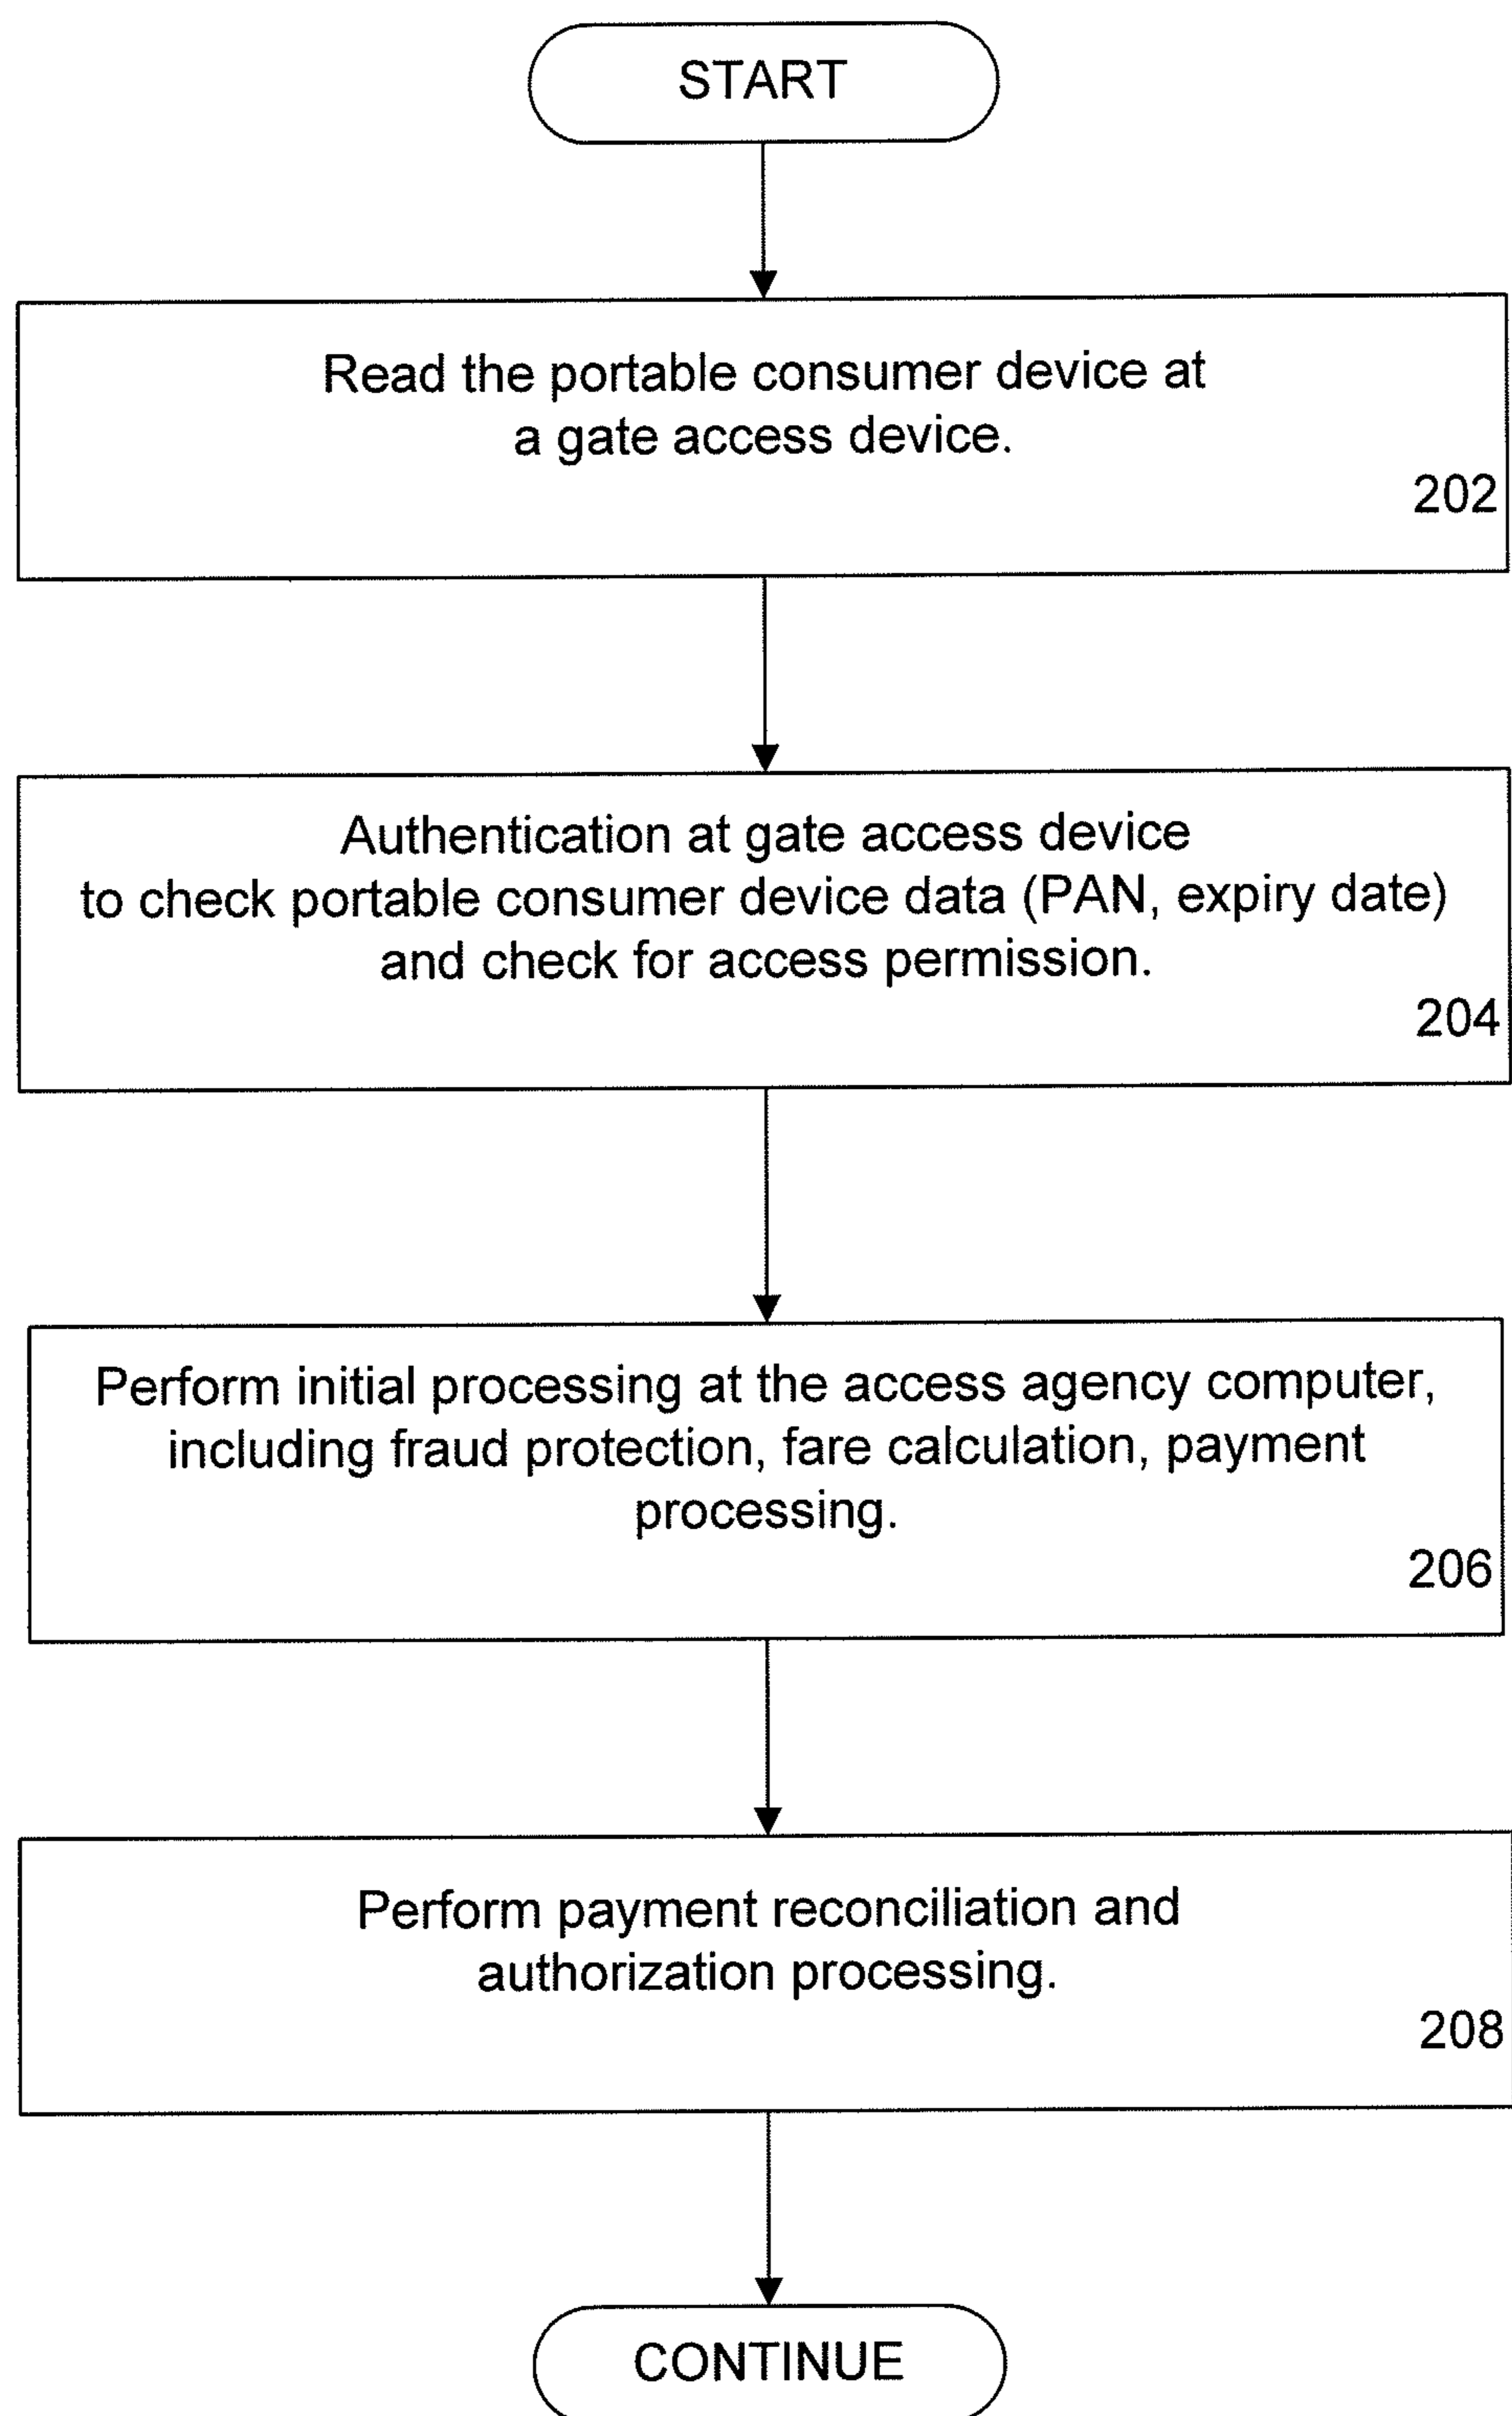 START
Read the portable consumer device at
a gate access device.
202
Authentication at gate access device
to check portable consumer device data (PAN, expiry date)
and check for access permission.
204
Perform initial processing at the access agency computer,
including fraud protection, fare calculation, payment
processing.
206
Perform payment reconciliation and
authorization processing.
208
CONTINUE